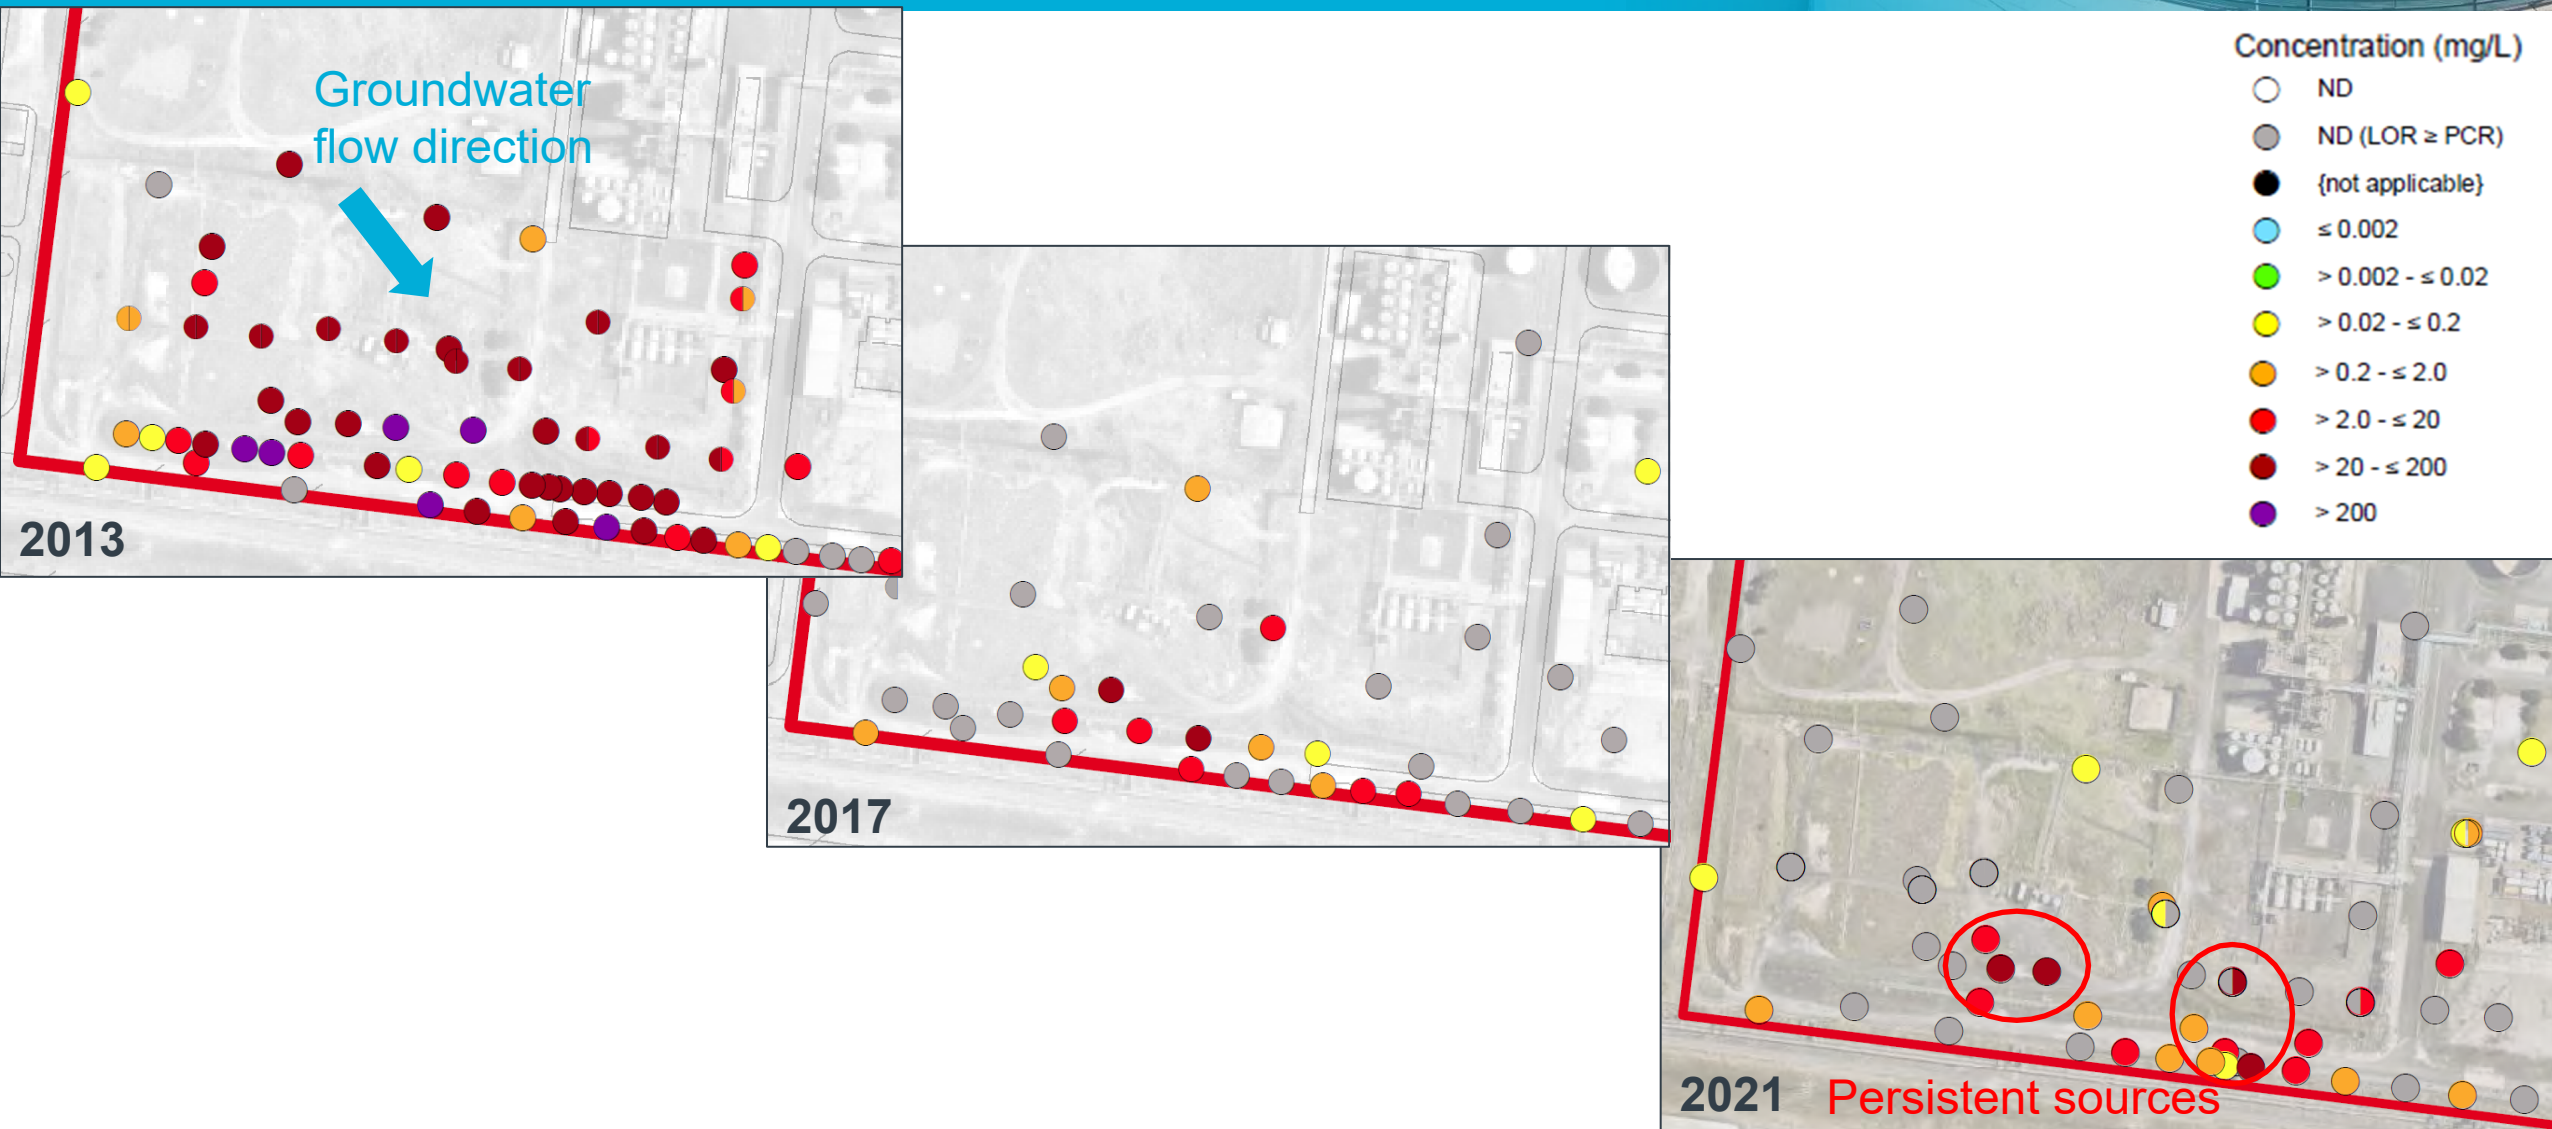 Groundwater
flow direction
2013
2017
2021
Persistent sources
Concentration (mg/L)
ND
ND (LOR ≥ PCR)
{not applicable}
≤ 0.002
> 0.002 - ≤ 0.02
> 0.02 - ≤ 0.2
> 0.2 - ≤ 2.0
> 2.0 - ≤ 20
> 20 - ≤ 200
> 200